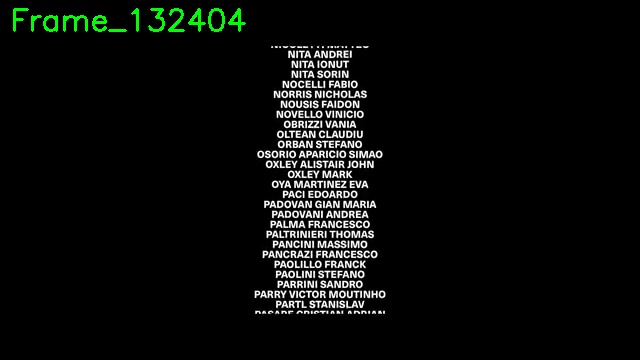 Frame_132404
NITA ANDREI
NITA IONUT
NITA SORIN
NOCELLI FABIO
NORRIS NICHOLAS
NOUSIS FAIDON
NOVELLO VINICIO
OBRIZZI VANIA
OLTEAN CLAUDIU
ORBAN STEFANO
OSORIO APARICIO SIMAO
OXLEY ALISTAIR JOHN
OXLEY MARK
OYA MARTINEZ EVA
PACI EDOARDO
PADOVAN GIAN MARIA
PADOVANI ANDREA
PALMA FRANCESCO
PALTRINIERI THOMAS
PANCINI MASSIMO
PANCRAZI FRANCESCO
PAOLILLO FRANCK
PAOLINI STEFANO
PARRINI SANDRO
PARRY VICTOR MOUTINHO
PARTL STANISLAV
PASARE CRISTIAN ADRIAN